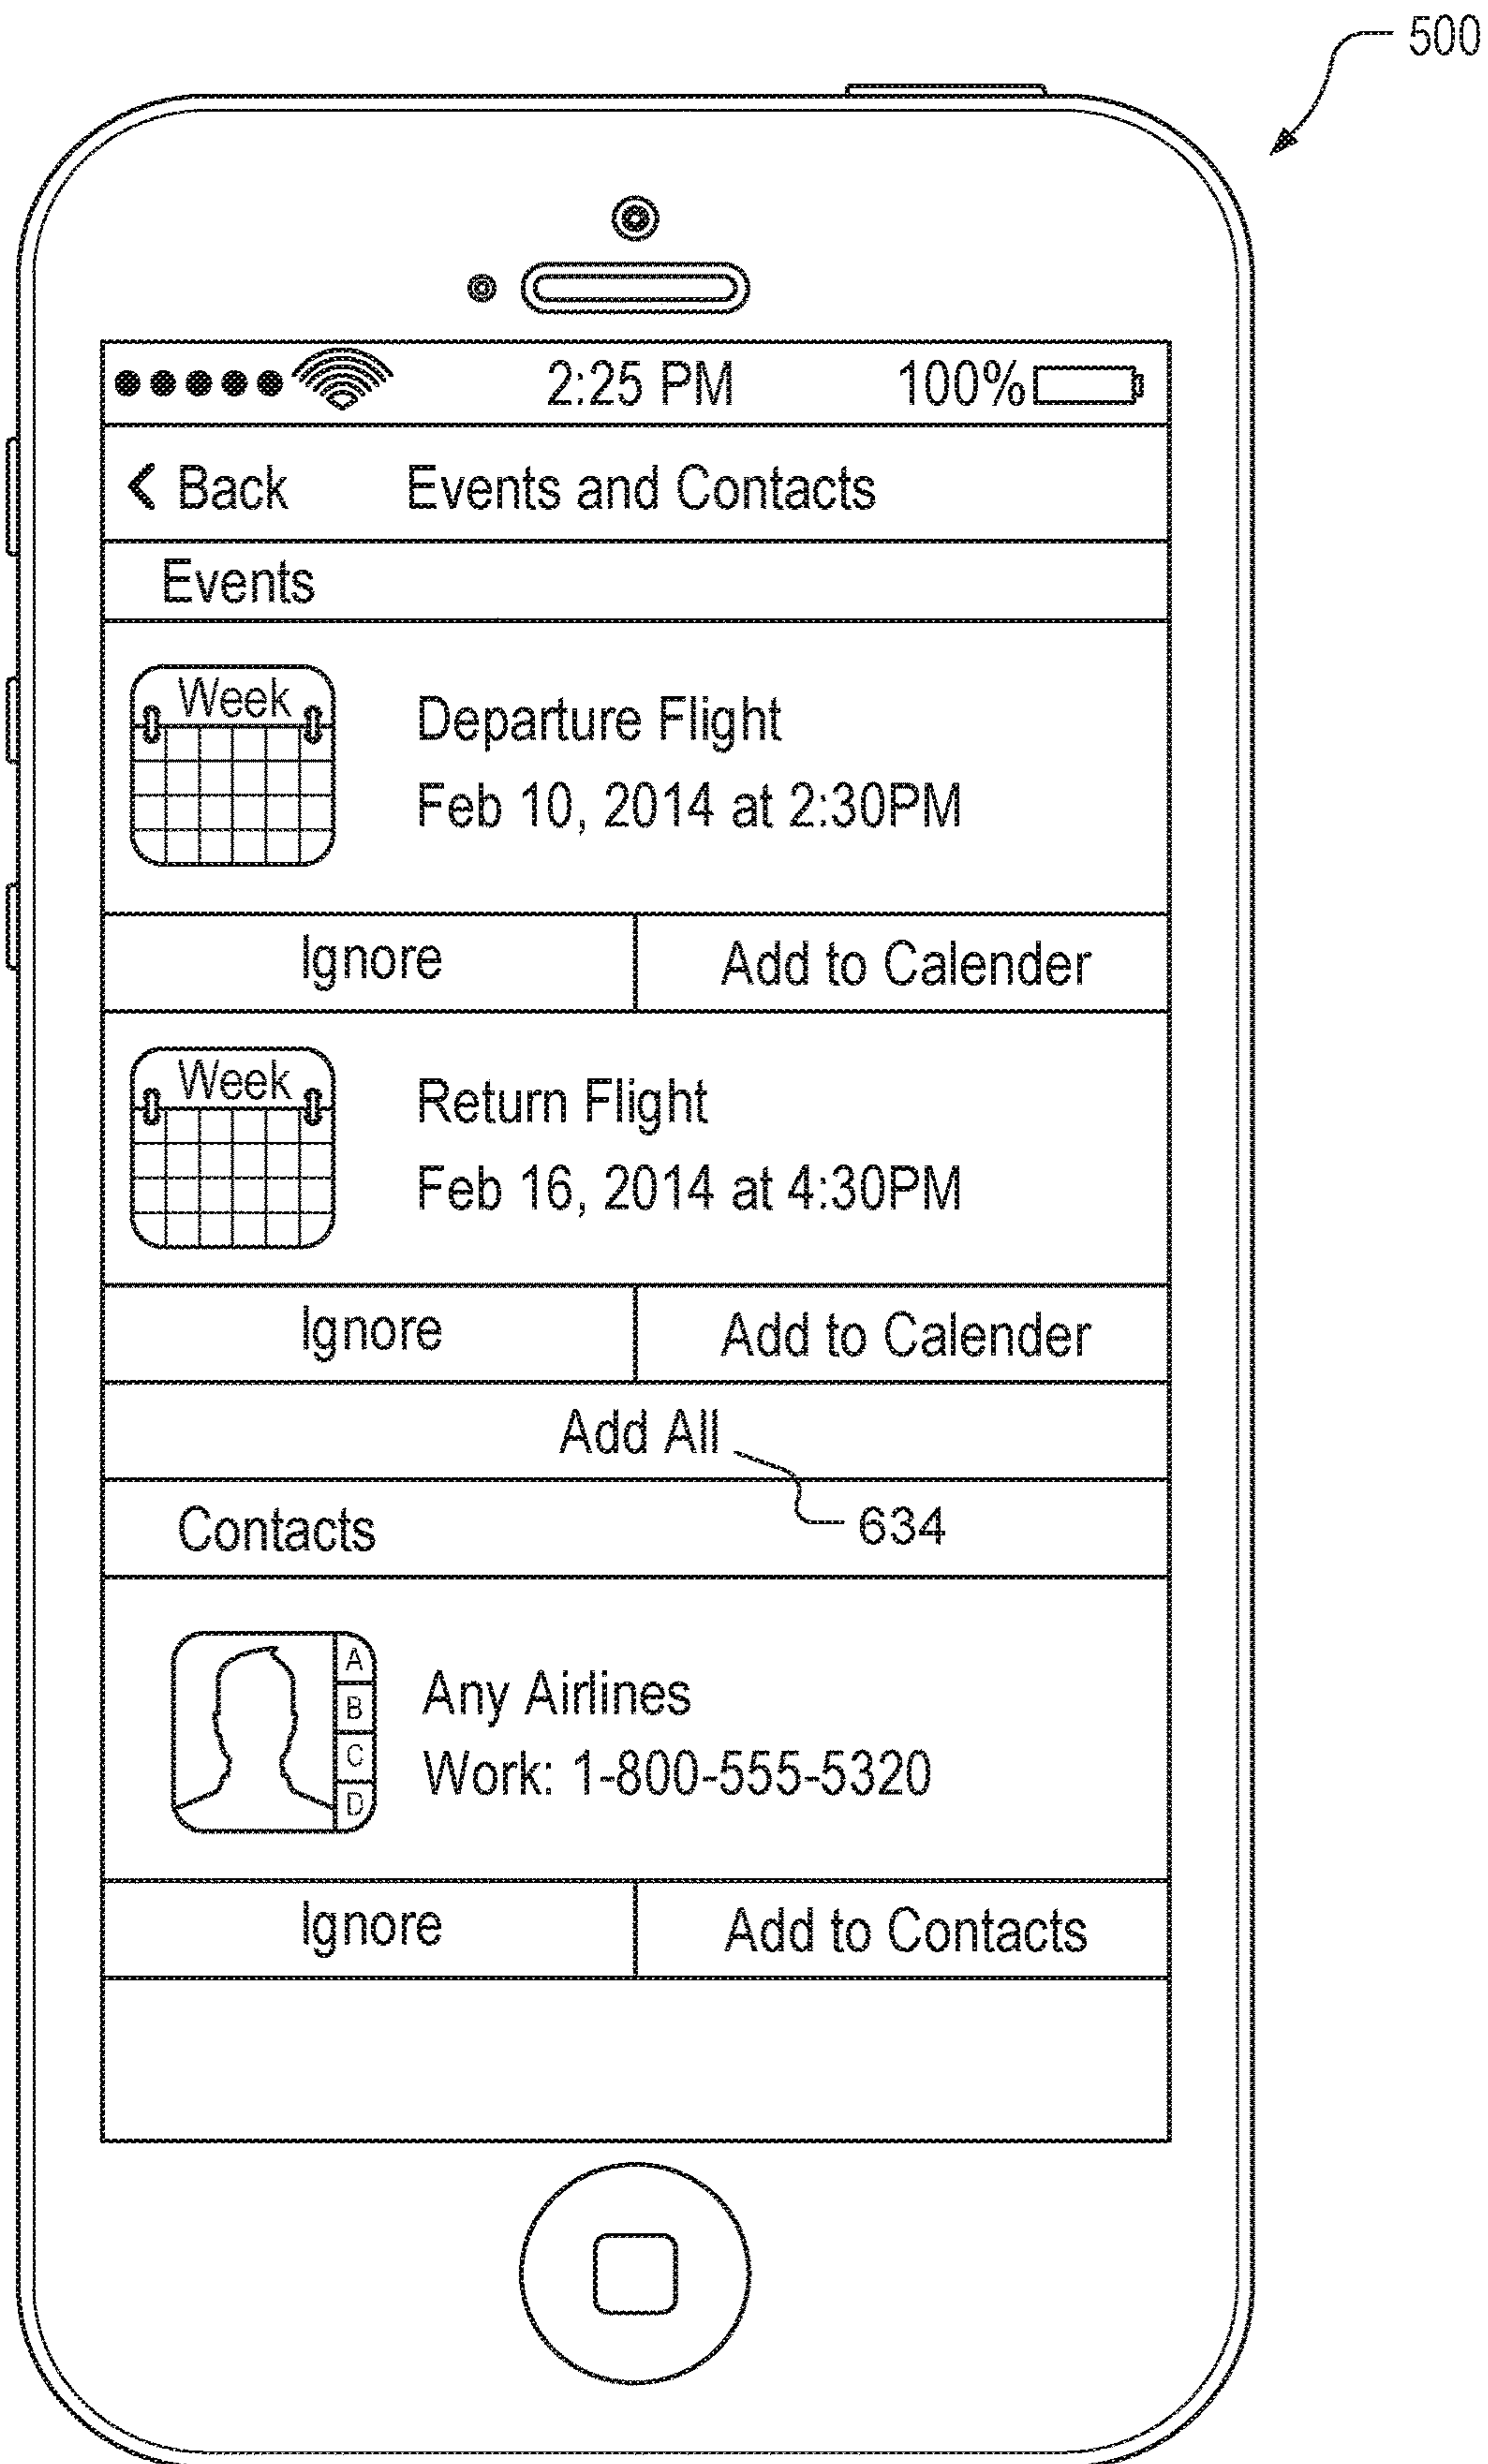 500
2:25 PM 100%
< Back Events and Contacts
Events
Week
Departure Flight
Feb 10, 2014 at 2:30PM
Ignore Add to Calender
Week
Return Flight
Feb 16, 2014 at 4:30PM
Ignore Add to Calender
Add All
Contacts 634
A
B
C
D
Any Airlines
Work: 1-800-555-5320
Ignore Add to Contacts